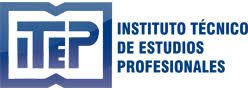 ITEP
INSTITUTO TÉCNICO
DE ESTUDIOS
PROFESIONALES